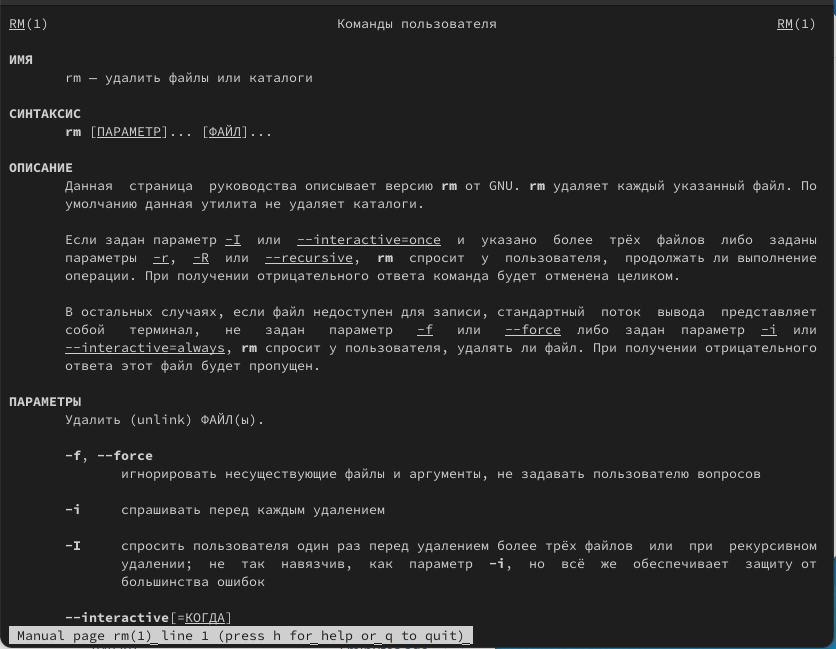 RM(1) Команды пользователя RM(1)
ИМЯ
rm — удалить файлы или каталоги
СИНТАКСИС
rm [ПАРАМЕТР]... [ФАЙЛ]...
ОПИСАНИЕ
Данная страница руководства описывает версию rm от GNU. rm удаляет каждый указанный файл. По
умолчанию данная утилита не удаляет каталоги.
Если задан параметр -I или --interactive=once и указано более трёх файлов либо заданы
параметры -r, -R или --recursive, rm спросит у пользователя, продолжать ли выполнение
операции. При получении отрицательного ответа команда будет отменена целиком.
В остальных случаях, если файл недоступен для записи, стандартный поток вывода представляет
собой терминал, не задан параметр -f или --force либо задан параметр -i или
--interactive=always, rm спросит у пользователя, удалять ли файл. При получении отрицательного
ответа этот файл будет пропущен.
ПАРАМЕТРЫ
Удалить (unlink) ФАЙЛ(ы).
-f, --force
игнорировать несуществующие файлы и аргументы, не задавать пользователю вопросов
-i спрашивать перед каждым удалением
-I спросить пользователя один раз перед удалением более трёх файлов или при рекурсивном
удалении; не так навязчив, как параметр -i, но всё же обеспечивает защиту от
большинства ошибок
--interactive[=КОГДА]
Manual page rm(1) line 1 (press h for help or q to quit)